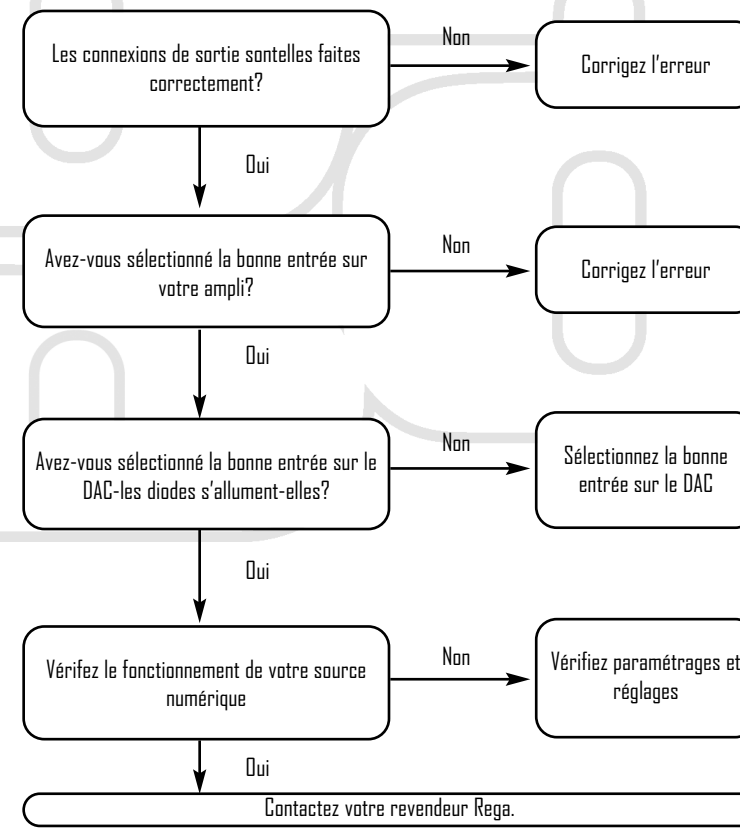 Les connexions de sortie sontelles faites
correctement?
Non
Corrigez l'erreur
Oui
Avez-vous sélectionné la bonne entrée sur
votre ampli?
Non
Corrigez l'erreur
Oui
Avez-vous sélectionné la bonne entrée sur le
DAC-les diodes s'allument-elles?
Non
Sélectionnez la bonne
entrée sur le DAC
Oui
Vérifez le fonctionnement de votre source
numérique
Non
Vérifiez paramétrages et
réglages
Oui
Contactez votre revendeur Rega.